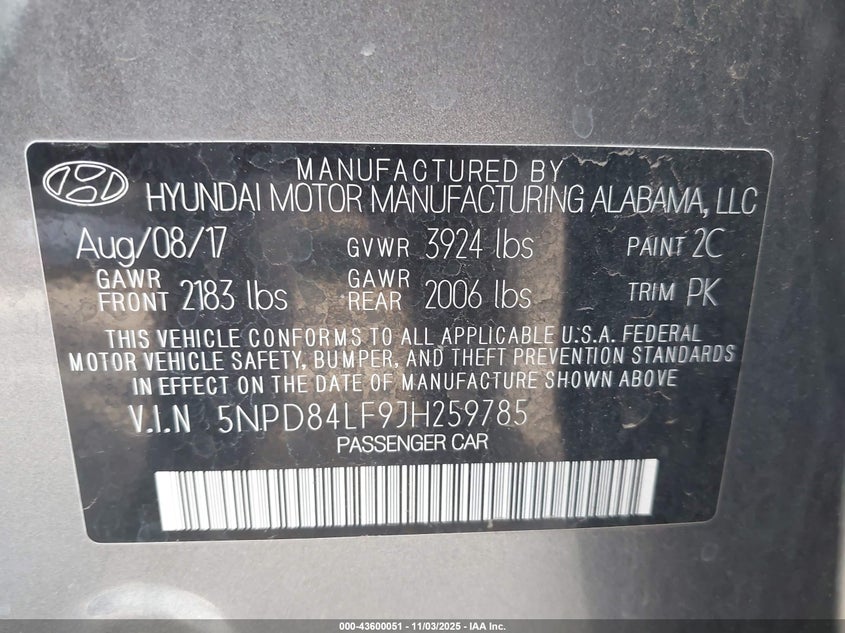 MANUFACTURED BY
HYUNDAI MOTOR MANUFACTURING ALABAMA, LLC
Aug/08/17 GVWR 3924 lbs PAINT 2C
GAWR FRONT 2183 lbs GAWR REAR 2006 lbs TRIM PK
THIS VEHICLE CONFORMS TO ALL APPLICABLE U.S.A. FEDERAL
MOTOR VEHICLE SAFETY, BUMPER, AND THEFT PREVENTION STANDARDS
IN EFFECT ON THE DATE OF MANUFACTURE SHOWN ABOVE
V.I.N 5NPD84LF9JH259785
PASSENGER CAR
000-43600051 - 11/03/2025 - IAA Inc.